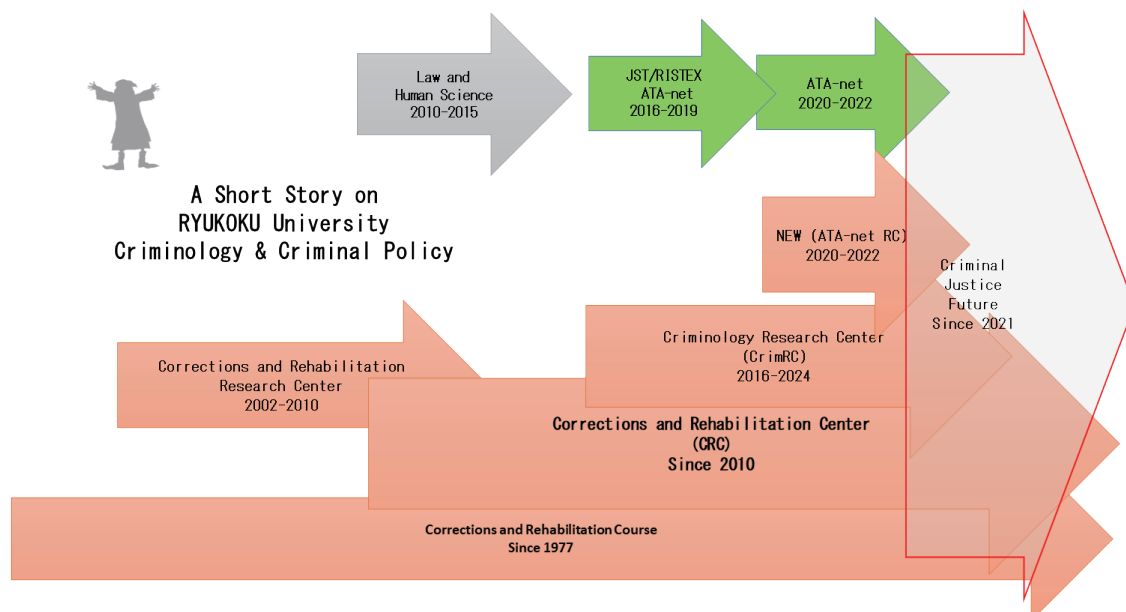 Law and
Human Science
2010-2015
JST/RISTEX
ATA-net
2016-2019
ATA-net
2020-2022
A Short Story on
RYUKOKU University
Criminology & Criminal Policy
NEW (ATA-net RC)
2020-2022
Criminal
Justice
Future
Since 2021
Corrections and Rehabilitation
Research Center
2002-2010
Criminology Research Center
(CrimRC)
2016-2024
Corrections and Rehabilitation Center
(CRC)
Since 2010
Corrections and Rehabilitation Course
Since 1977